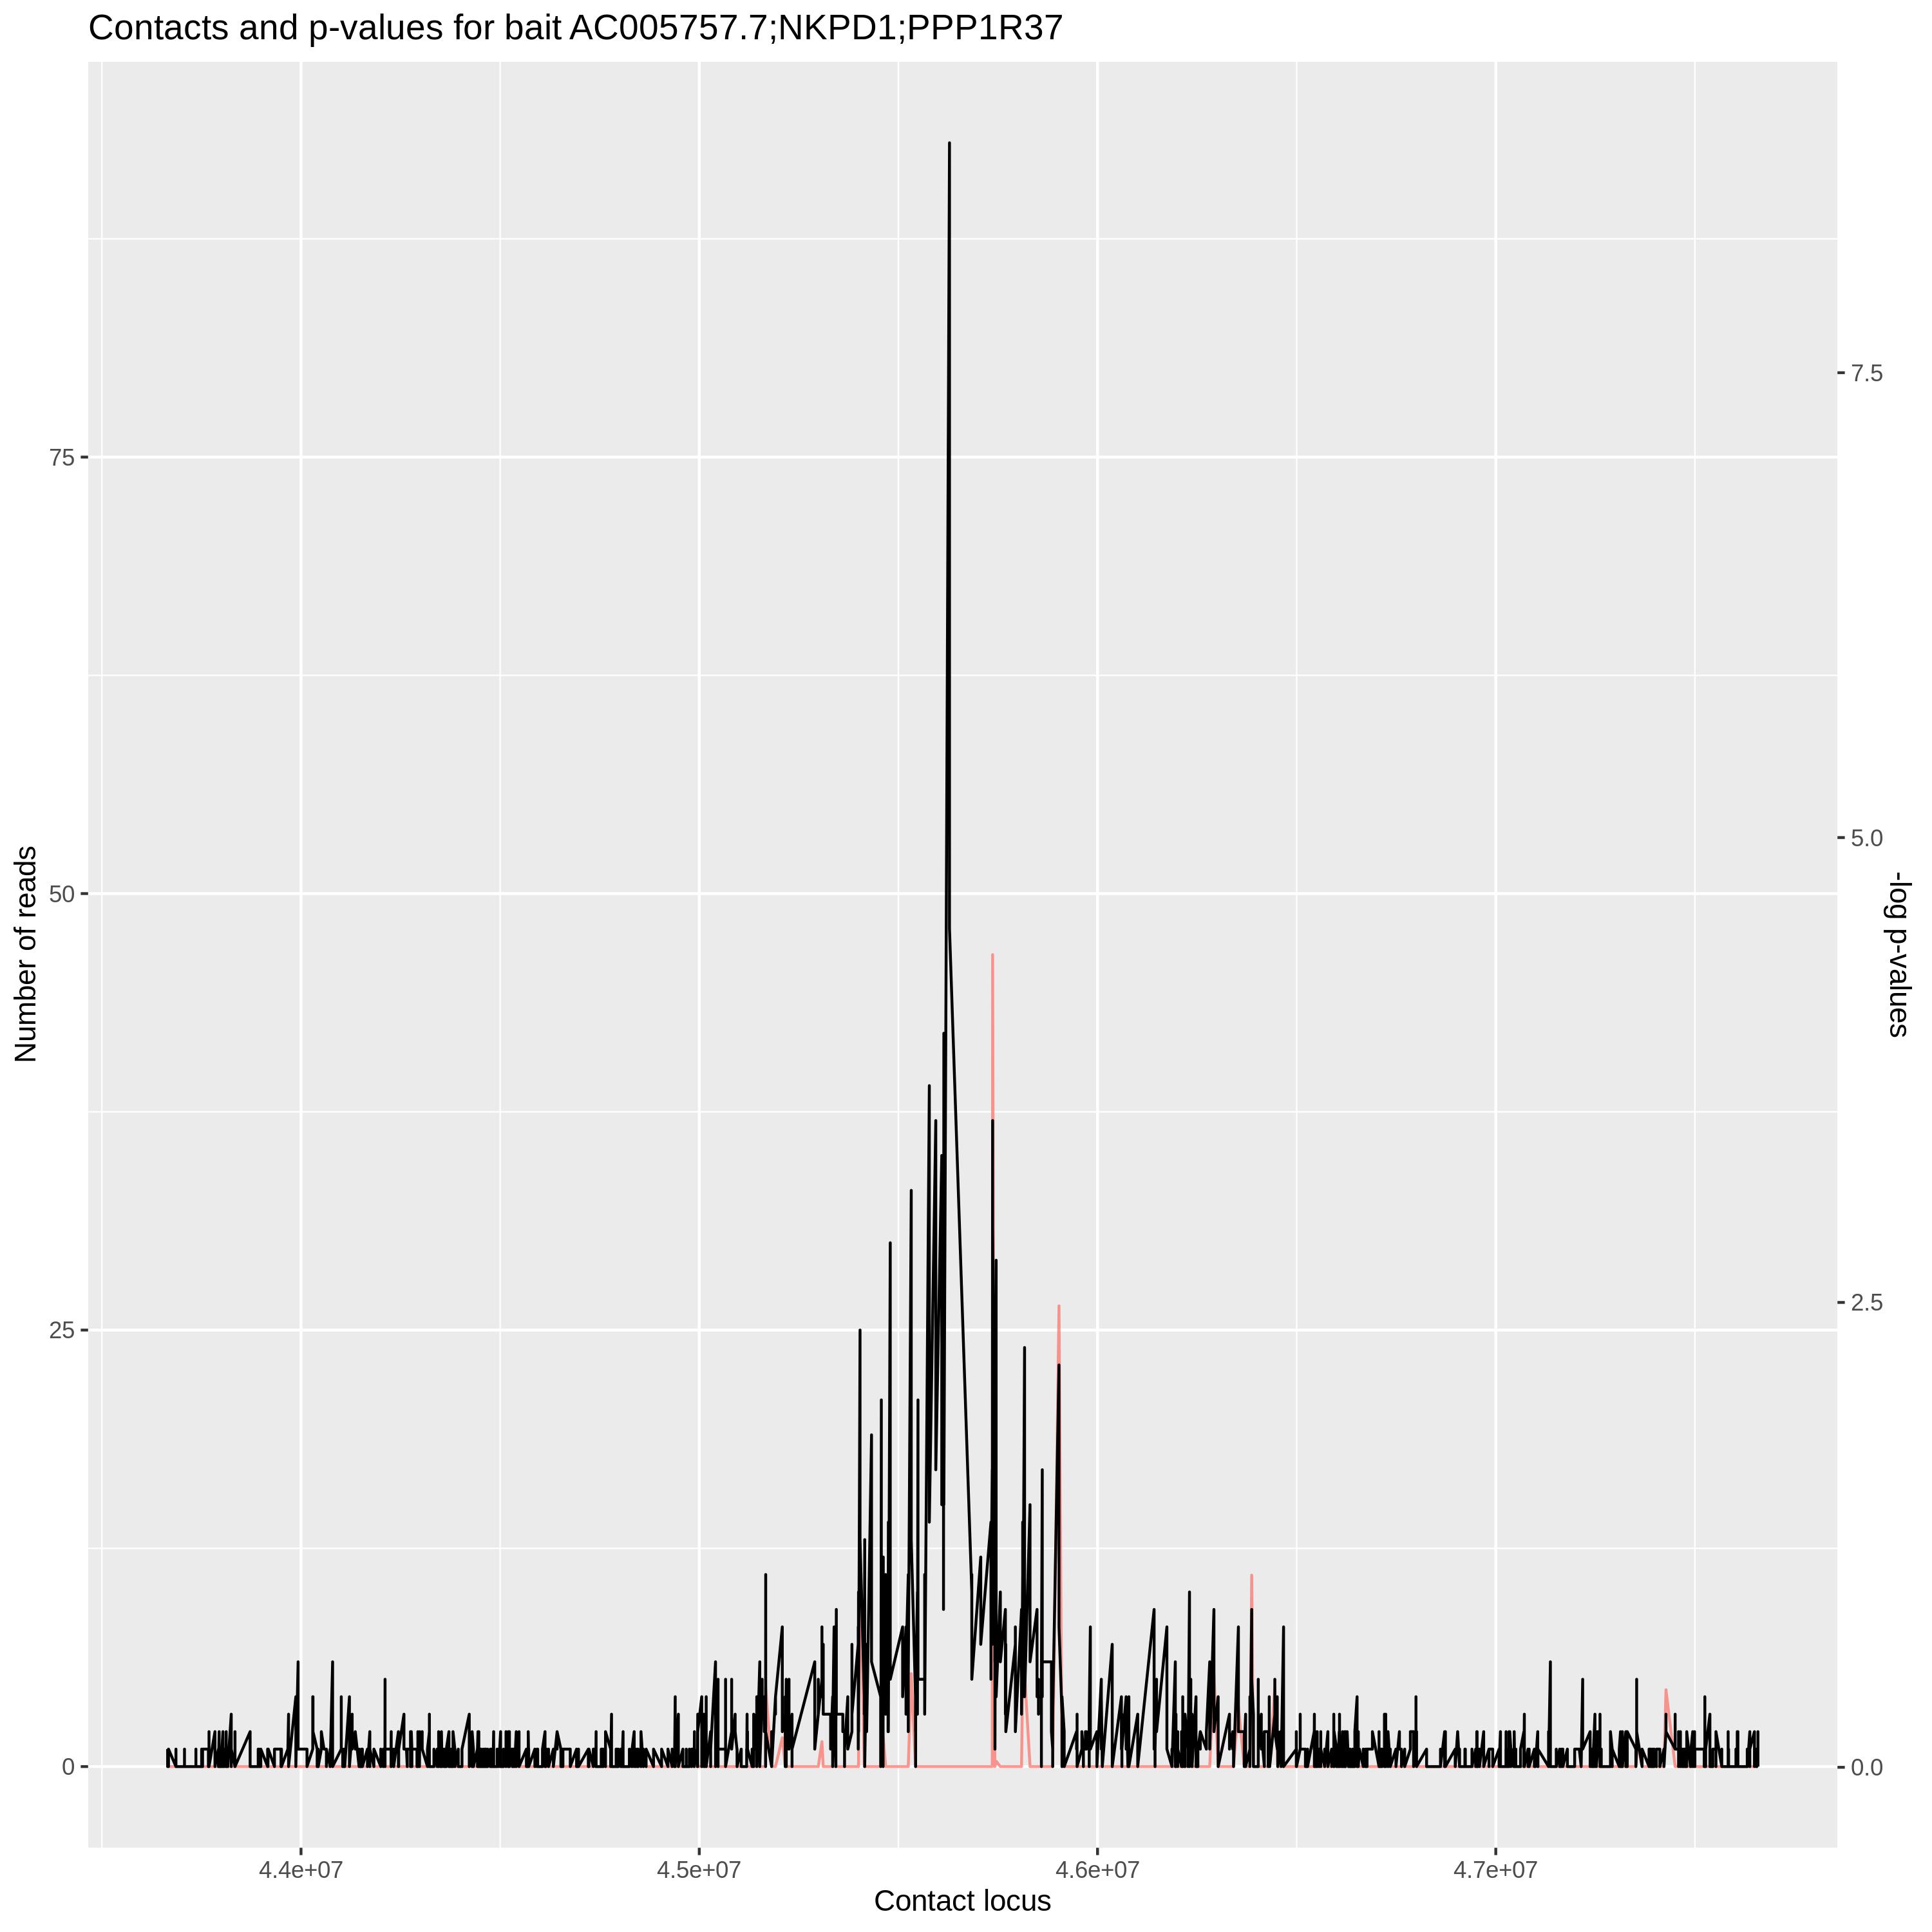 Contacts and p-values for bait AC005757.7;NKPD1;PPP1R37
Number of reads
75
50
25
0
7.5
5.0
2.5
0.0
-log p-values
4.4e+07
4.5e+07
4.6e+07
4.7e+07
Contact locus